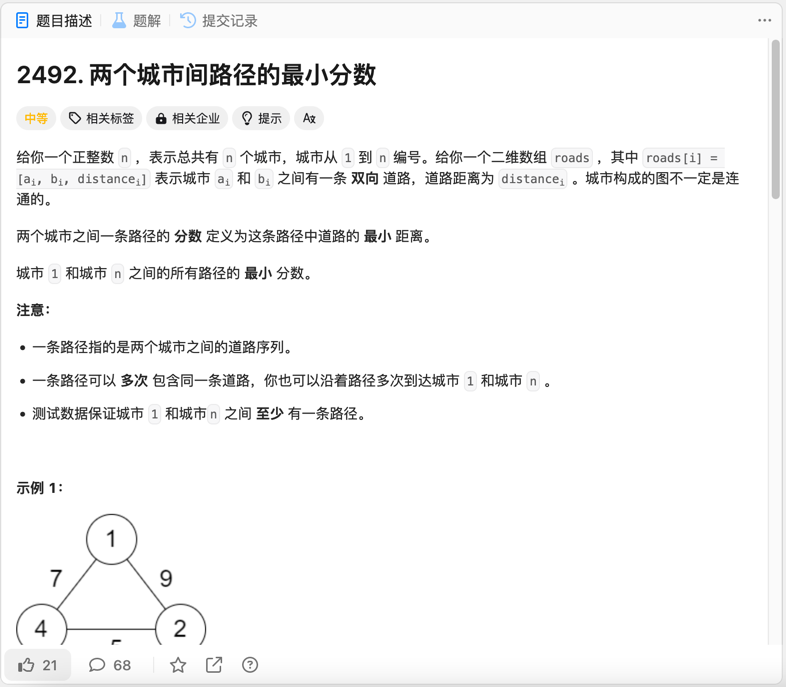 题目描述 题解 提交记录
2492. 两个城市间路径的最小分数
中等 相关标签 相关企业 提示
给你一个正整数 n ，表示总共有 n 个城市，城市从 1 到 n 编号。给你一个二维数组 roads ，其中 roads[i] =
[ai, bi, distancei] 表示城市 ai 和 bi 之间有一条 双向 道路，道路距离为 distancei 。城市构成的图不一定是连
通的。
两个城市之间一条路径的 分数 定义为这条路径中道路的 最小 距离。
城市 1 和城市 n 之间的所有路径的 最小 分数。
注意：
• 一条路径指的是两个城市之间的道路序列。
• 一条路径可以 多次 包含同一条道路，你也可以沿着路径多次到达城市 1 和城市 n 。
• 测试数据保证城市 1 和城市n 之间 至少 有一条路径。
示例 1：
1
7 9
4 2
21 68